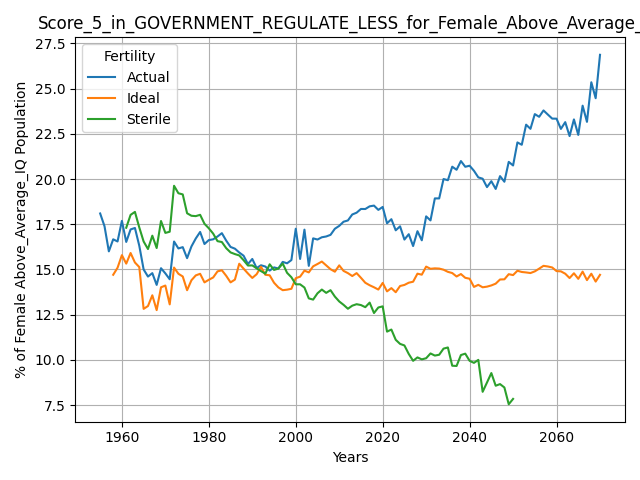 Score_5_in_GOVERNMENT_REGULATE_LESS_for_Female_Above_Average_
% of Female Above_Average_IQ Population
27.5
25.0
22.5
20.0
17.5
15.0
12.5
10.0
7.5
Fertility
Actual
Ideal
Sterile
1960
1980
2000
2020
2040
2060
Years